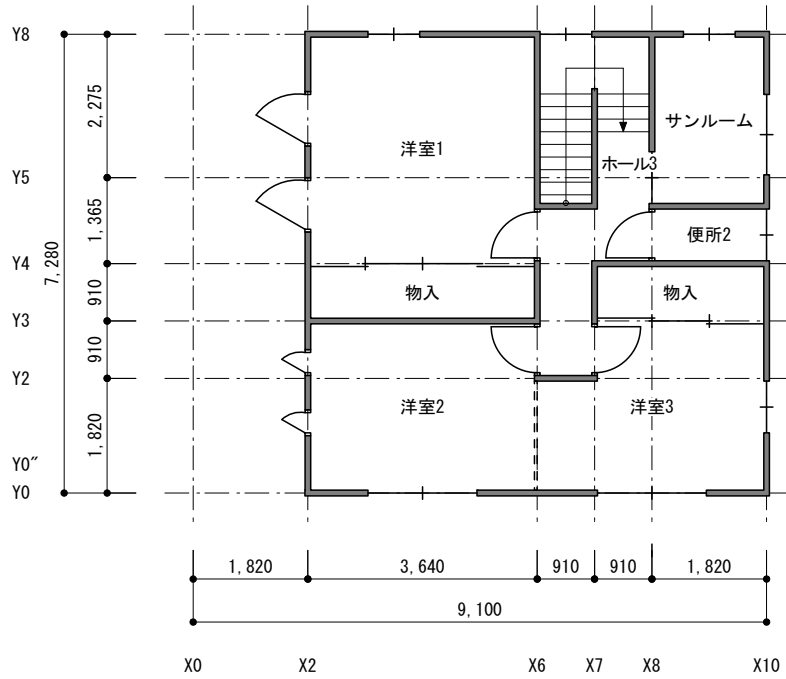 Y8
2,275
サンルーム
洋室1
ホール3
Y5
1,365
7,280
便所2
Y4
910
物入
物入
Y3
910
Y2
洋室2
洋室3
1,820
Y0"
Y0
1,820
3,640
910
910
1,820
9,100
X0
X2
X6
X7
X8
X10